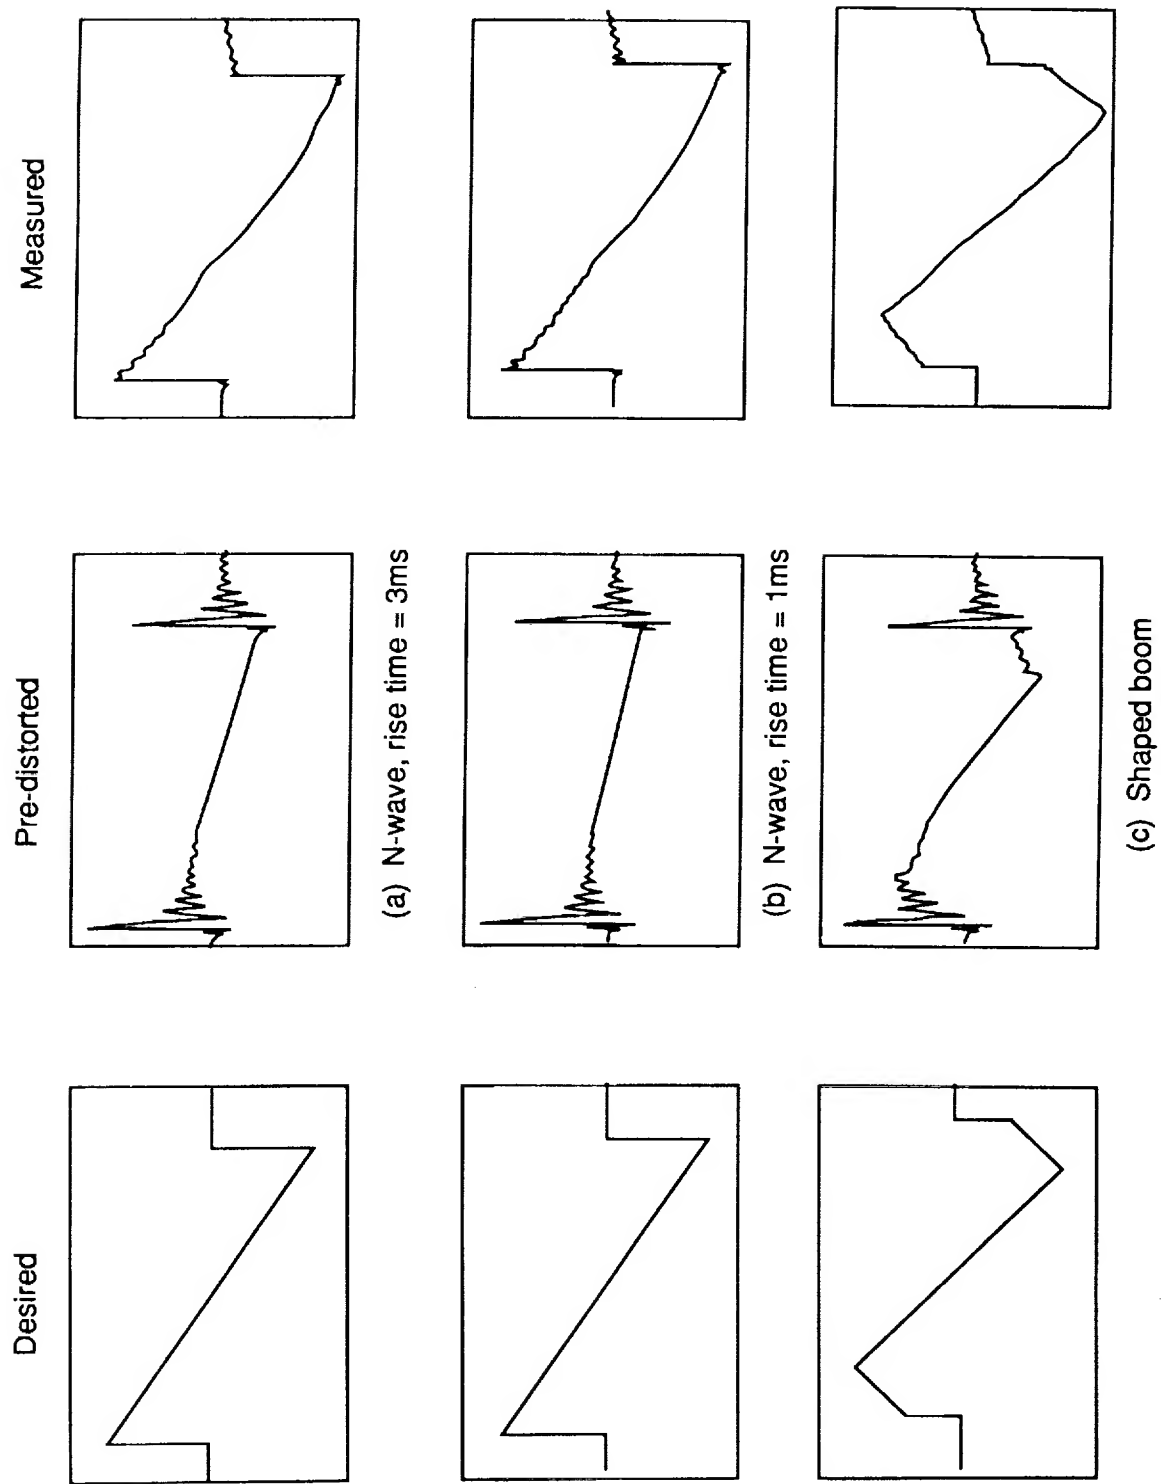 Desired
Pre-distorted
Measured
(a) N-wave, rise time = 3ms
(b) N-wave, rise time = 1ms
(c) Shaped boom